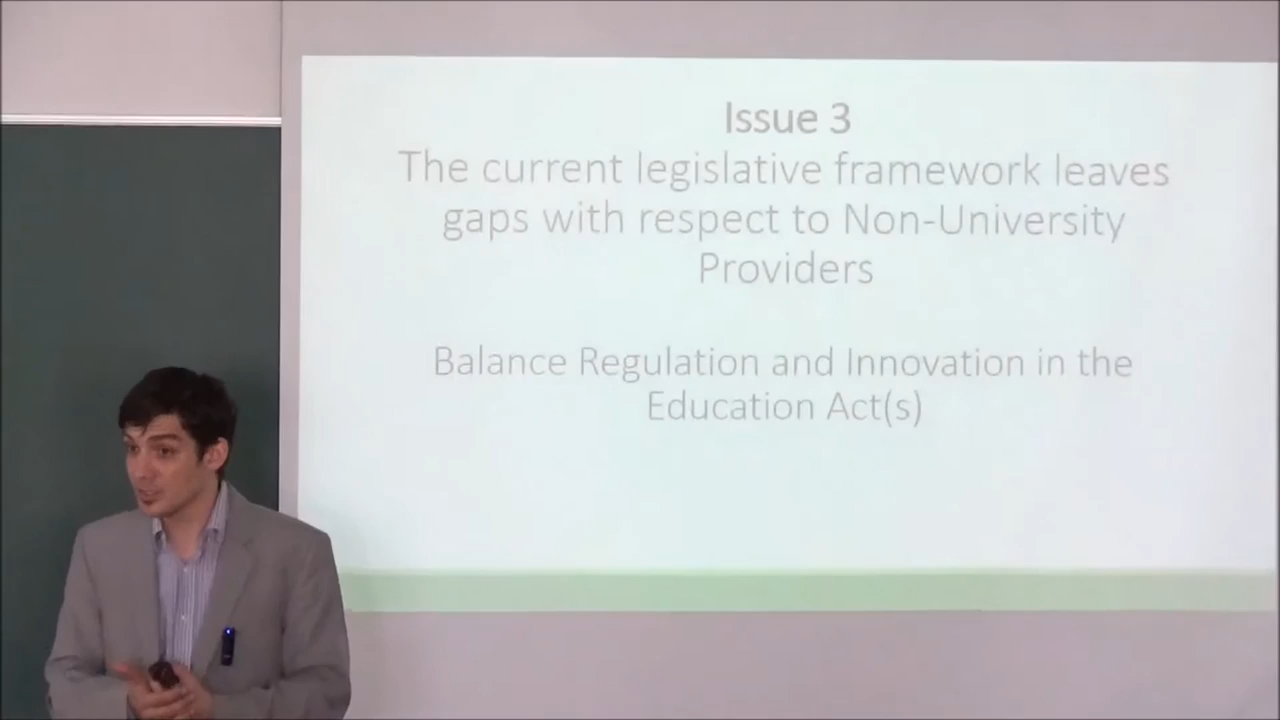 Issue 3
The current legislative framework leaves
gaps with respect to Non-University
Providers
Balance Regulation and Innovation in the
Education Act(s)